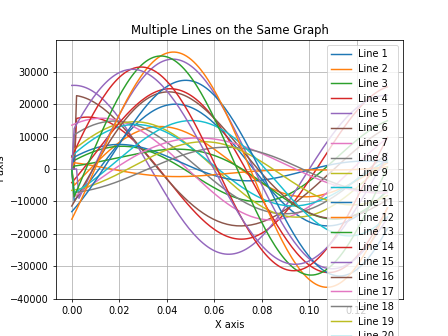 Multiple Lines on the Same Graph
30000
20000
10000
0
−10000
−20000
−30000
−40000
0.00
0.02
0.04
0.06
0.08
0.10
X axis
Line 1
Line 2
Line 3
Line 4
Line 5
Line 6
Line 7
Line 8
Line 9
Line 10
Line 11
Line 12
Line 13
Line 14
Line 15
Line 16
Line 17
Line 18
Line 19